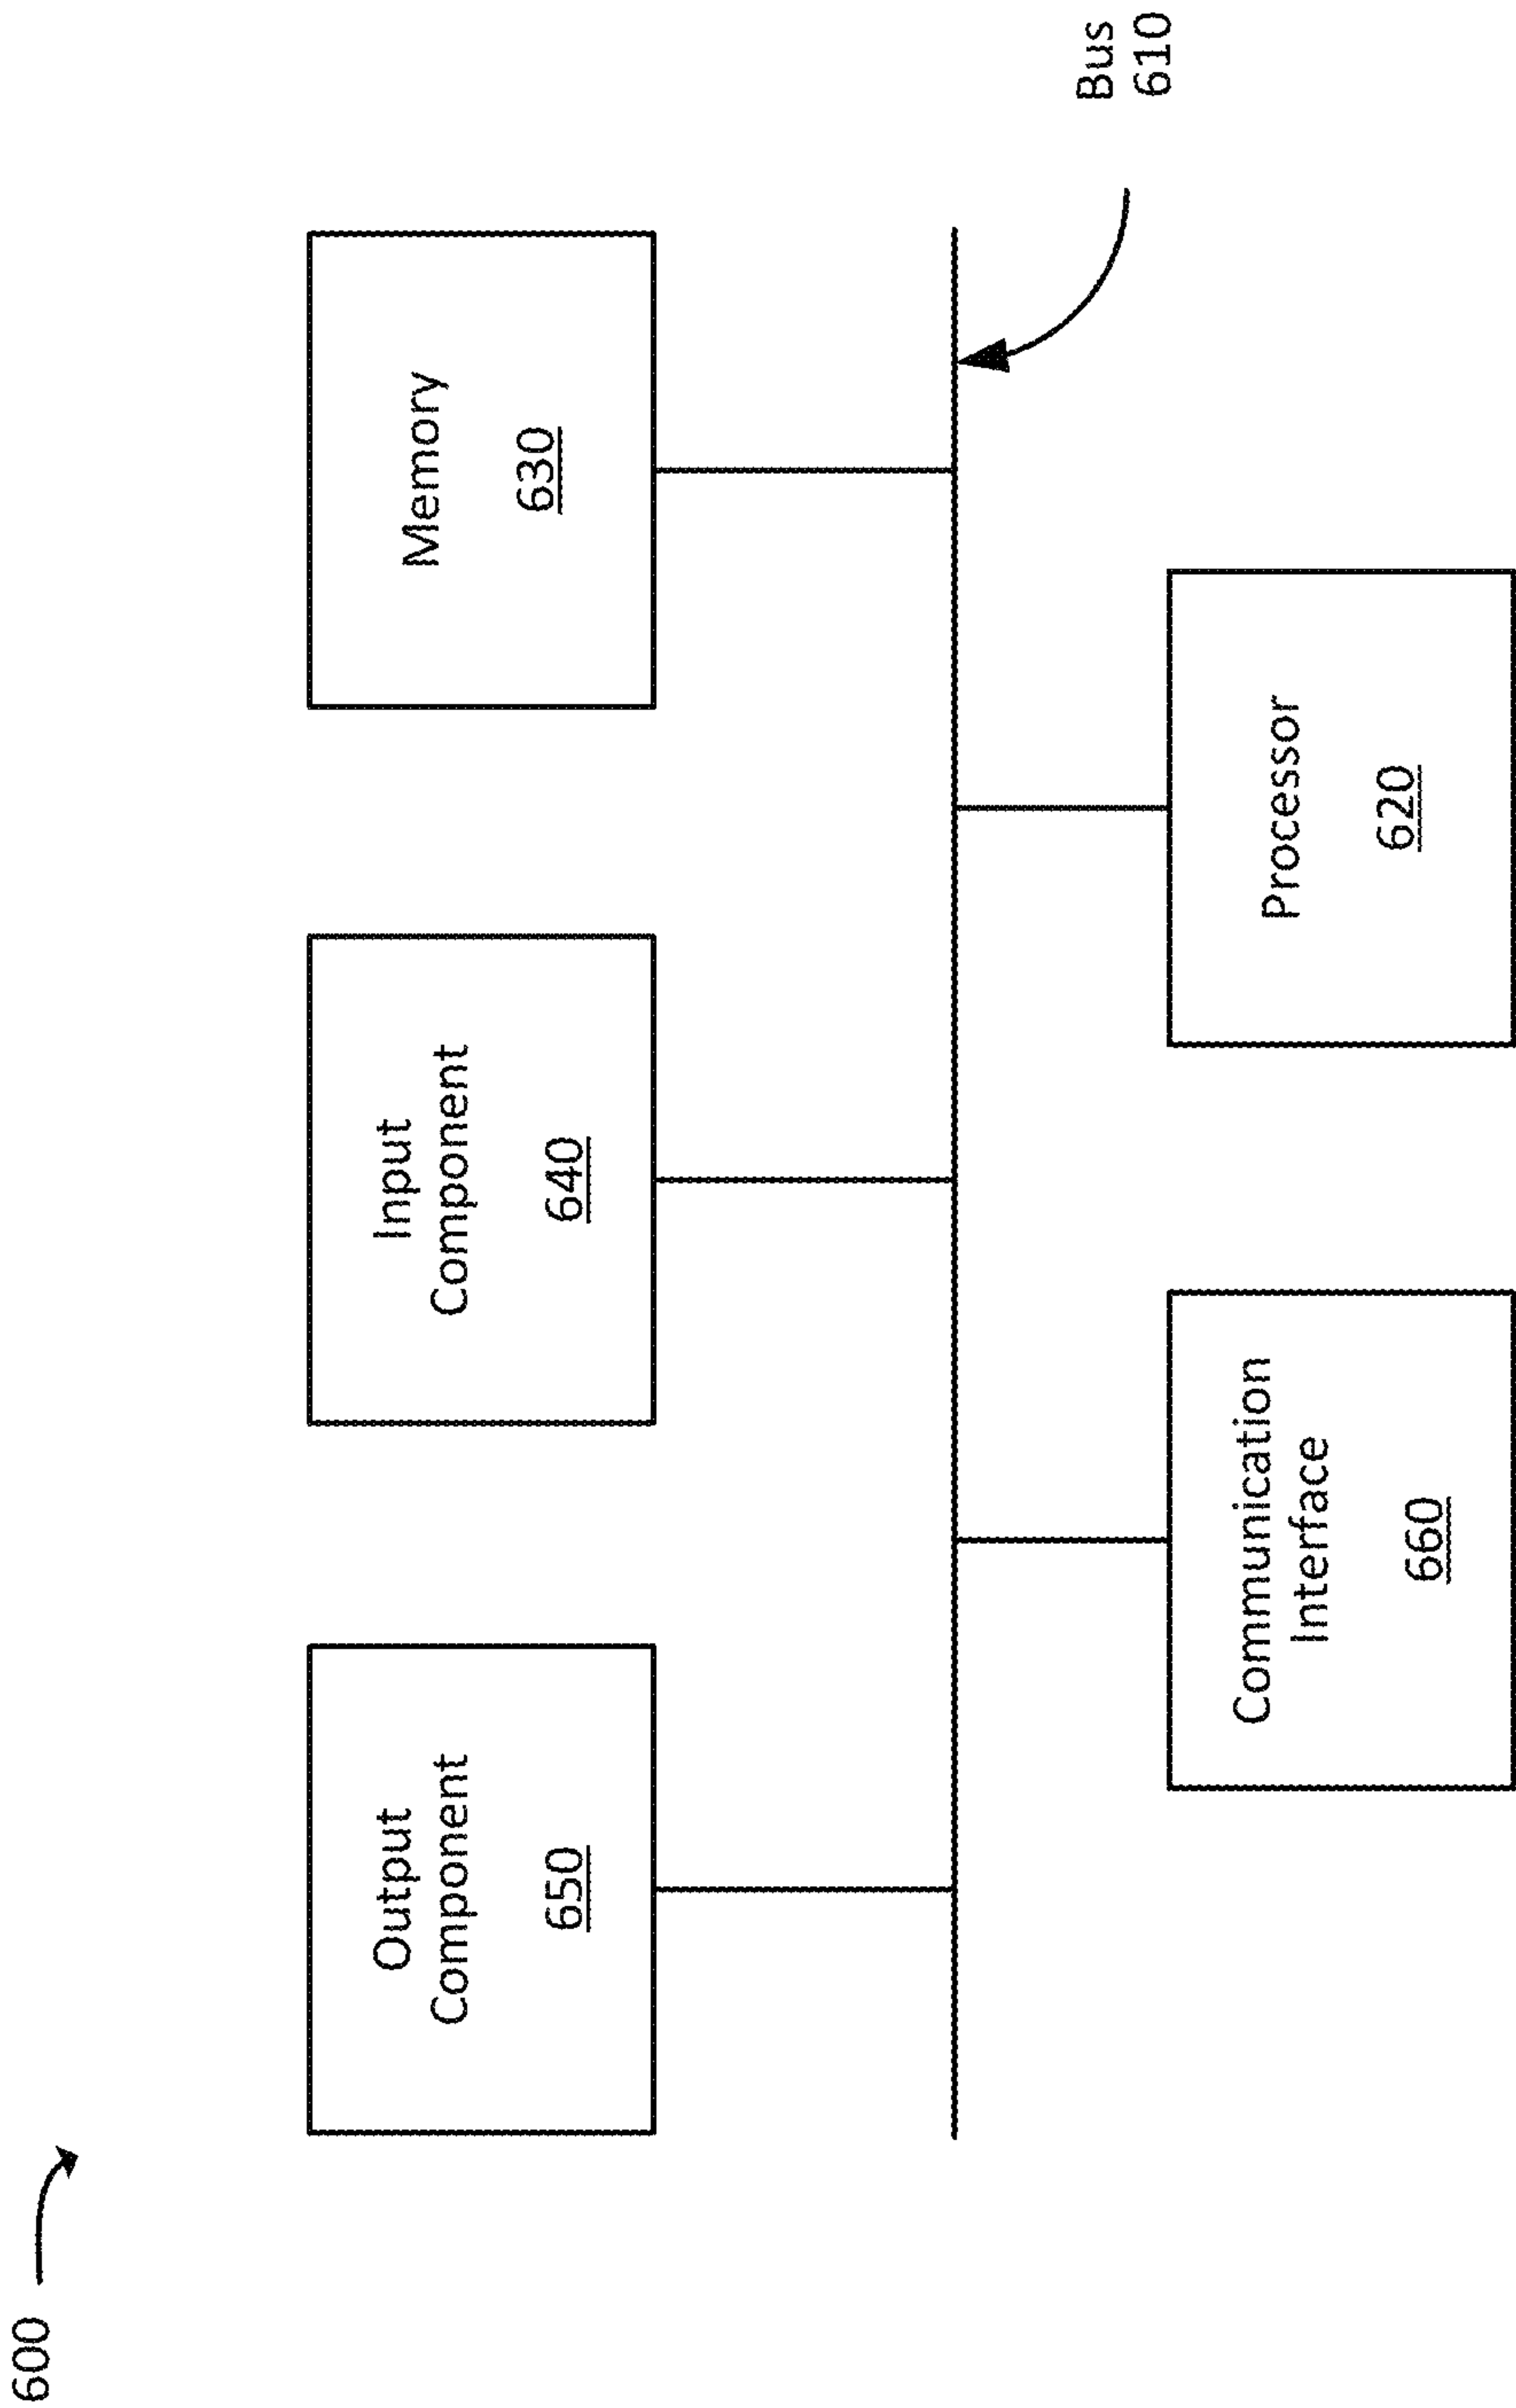 600
Output
Component
650
Input
Component
640
Memory
630
Communication
Interface
660
Processor
620
Bus
610